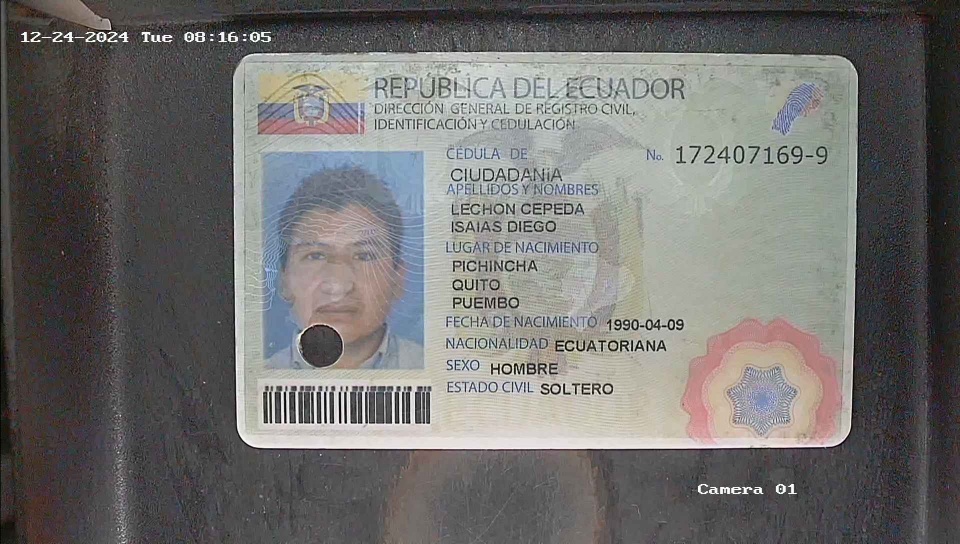 12-24-2024 Tue 08:16:05
REPÚBLICA DEL ECUADOR
DIRECCIÓN GENERAL DE REGISTRO CIVIL,
IDENTIFICACIÓN Y CEDULACIÓN
CÉDULA DE No. 172407169-9
CIUDADANÍA
APELLIDOS Y NOMBRES
LECHON CEPEDA
ISAIAS DIEGO
LUGAR DE NACIMIENTO
PICHINCHA
QUITO
PUEMBO
FECHA DE NACIMIENTO 1990-04-09
NACIONALIDAD ECUATORIANA
SEXO HOMBRE
ESTADO CIVIL SOLTERO
Camera 01